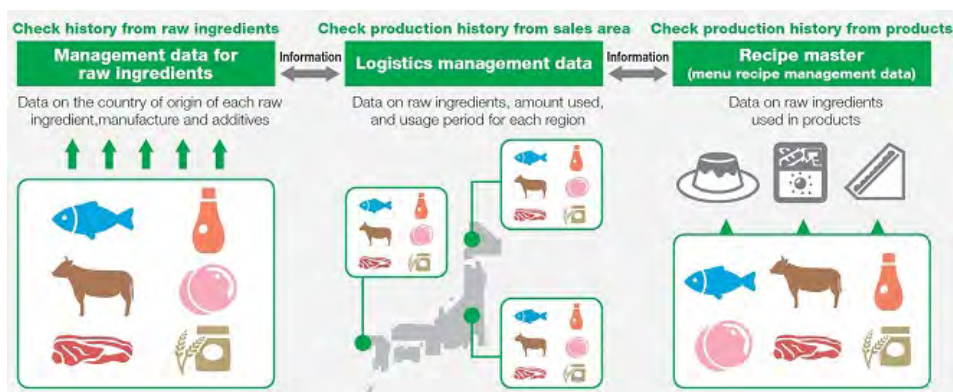 Check history from raw ingredients
Management data for
raw ingredients
Data on the country of origin of each raw
ingredient,manufacture and additives
Information
Check production history from sales area
Logistics management data
Data on raw ingredients, amount used,
and usage period for each region
Information
Check production history from products
Recipe master
(menu recipe management data)
Data on raw ingredients
used in products